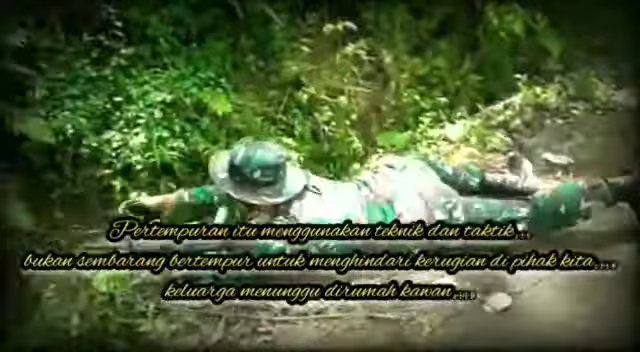 Pertempuran itu menggunakan teknik dan taktik...
bukan sembarang bertempur untuk menghindari kerugian di pihak kita....
keluarga menunggu dirumah kawan....